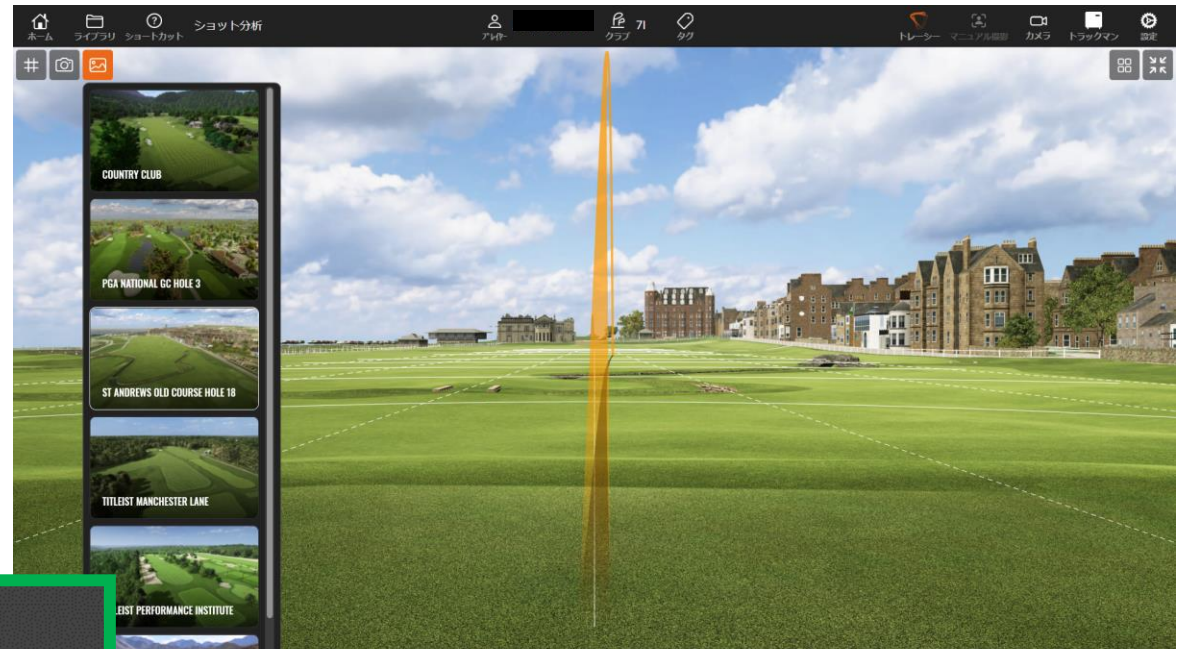 ホーム
ライブラリ
ショートカット
ショット分析
プレイヤー
クラブ
7I
タグ
トレーシー
マニュアル撮影
カメラ
トラックマン
設定
COUNTRY CLUB
PGA NATIONAL GC HOLE 3
ST ANDREWS OLD COURSE HOLE 18
TITLEIST MANCHESTER LANE
LEIST PERFORMANCE INSTITUTE